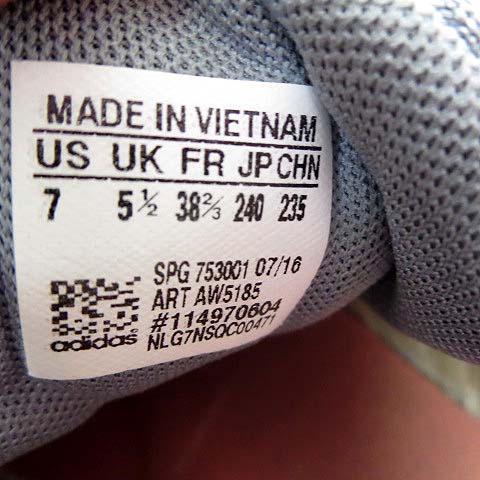 MADE IN VIETNAM
US UK FR JP CHN
7 5½ 38⅔ 240 235
SPG 753001 07/16
ART AW5185
#114970604
adidas NLG7NSQC00471